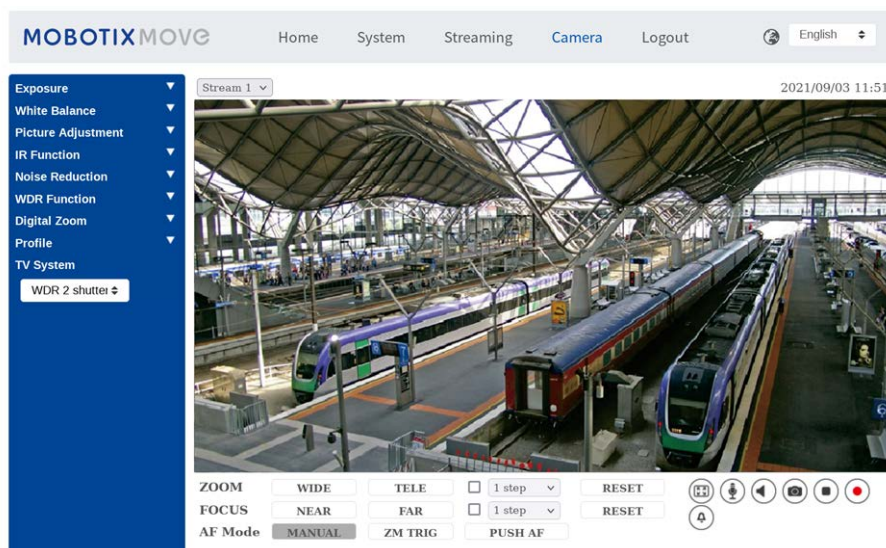 MOBOTIXMOVE
Home System Streaming Camera Logout English
Exposure
White Balance
Picture Adjustment
IR Function
Noise Reduction
WDR Function
Digital Zoom
Profile
TV System
WDR 2 shutter
Stream 1 2021/09/03 11:51
ZOOM WIDE TELE 1 step RESET
FOCUS NEAR FAR 1 step RESET
AF Mode MANUAL ZM TRIG PUSH AF